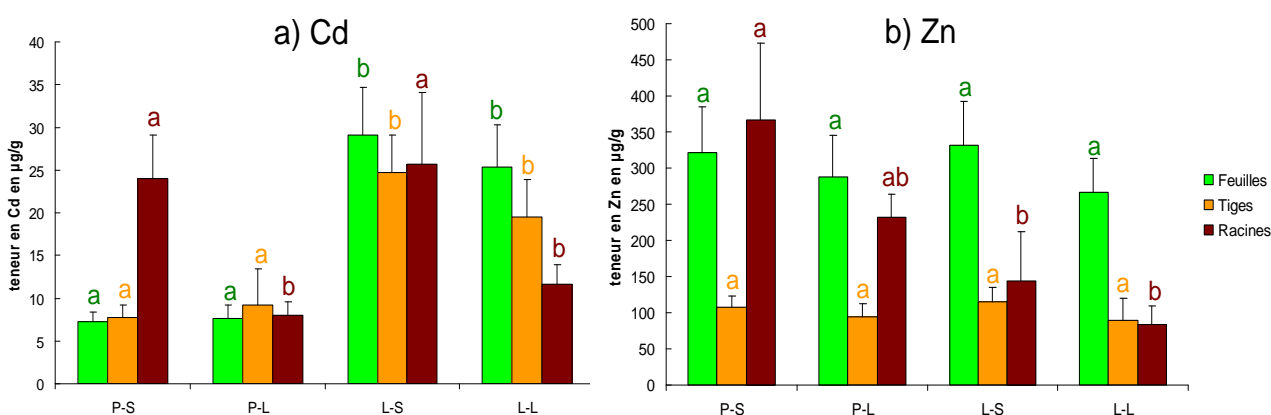 a) Cd
teneur en Cd en µg/g
40
35
30
25
20
15
10
5
0
a a a
a a b
b b a
b b b
P-S P-L L-S L-L
b) Zn
teneur en Zn en µg/g
500
450
400
350
300
250
200
150
100
50
0
a a a
a a ab
a a b
a a b
P-S P-L L-S L-L
Feuilles
Tiges
Racines